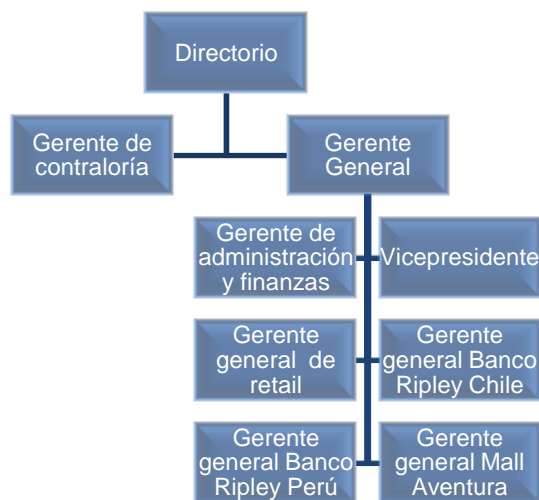 Directorio
Gerente de
contraloría
Gerente
General
Gerente de
administración
y finanzas
Vicepresidente
Gerente
general de
retail
Gerente
general Banco
Ripley Chile
Gerente
general Banco
Ripley Perú
Gerente
general Mall
Aventura